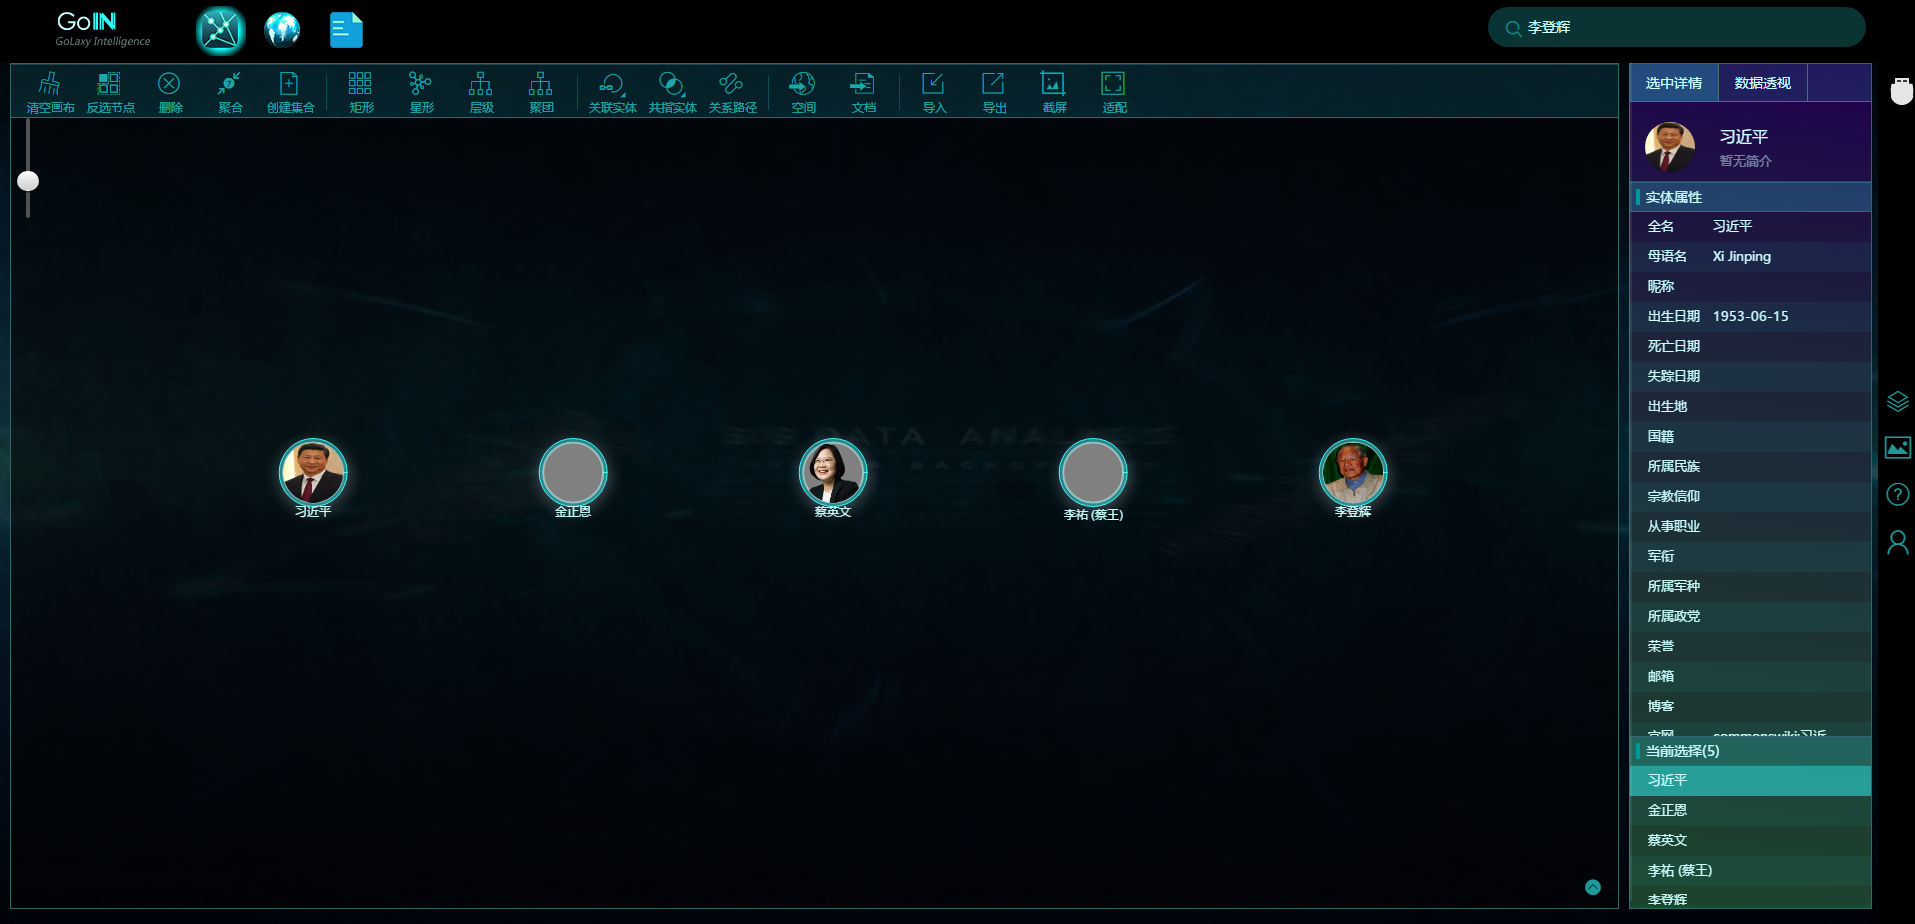 GoIN
GoLaxy Intelligence
李登辉
清空画布 反选节点 删除 聚合 创建集合 矩形 星形 层级 聚团 关联实体 共指实体 关系路径 空间 文档 导入 导出 截屏 适配
选中详情 数据透视
习近平
暂无简介
实体属性
全名 习近平
母语名 Xi Jinping
昵称
出生日期 1953-06-15
死亡日期
失踪日期
出生地
国籍
所属民族
宗教信仰
从事职业
军衔
所属军种
所属政党
荣誉
邮箱
博客
官网 commonswiki:习近
当前选择(5)
习近平
金正恩
蔡英文
李祐 (蔡王)
李登辉
DATA ANAL
BACK
习近平 金正恩 蔡英文 李祐 (蔡王) 李登辉